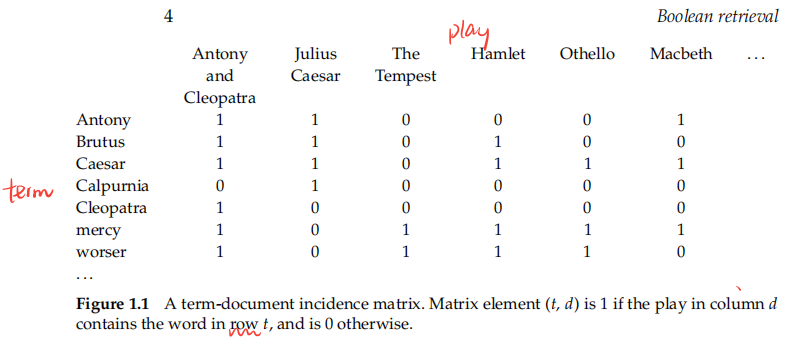 4 Boolean retrieval
play
Antony Julius The Hamlet Othello Macbeth ...
and Caesar Tempest
Cleopatra
Antony 1 1 0 0 0 1
Brutus 1 1 0 1 0 0
Caesar 1 1 0 1 1 1
Calpurnia 0 1 0 0 0 0
term
Cleopatra 1 0 0 0 0 0
mercy 1 0 1 1 1 1
worser 1 0 1 1 1 0
...
Figure 1.1 A term-document incidence matrix. Matrix element (t, d) is 1 if the play in column d
contains the word in row t, and is 0 otherwise.